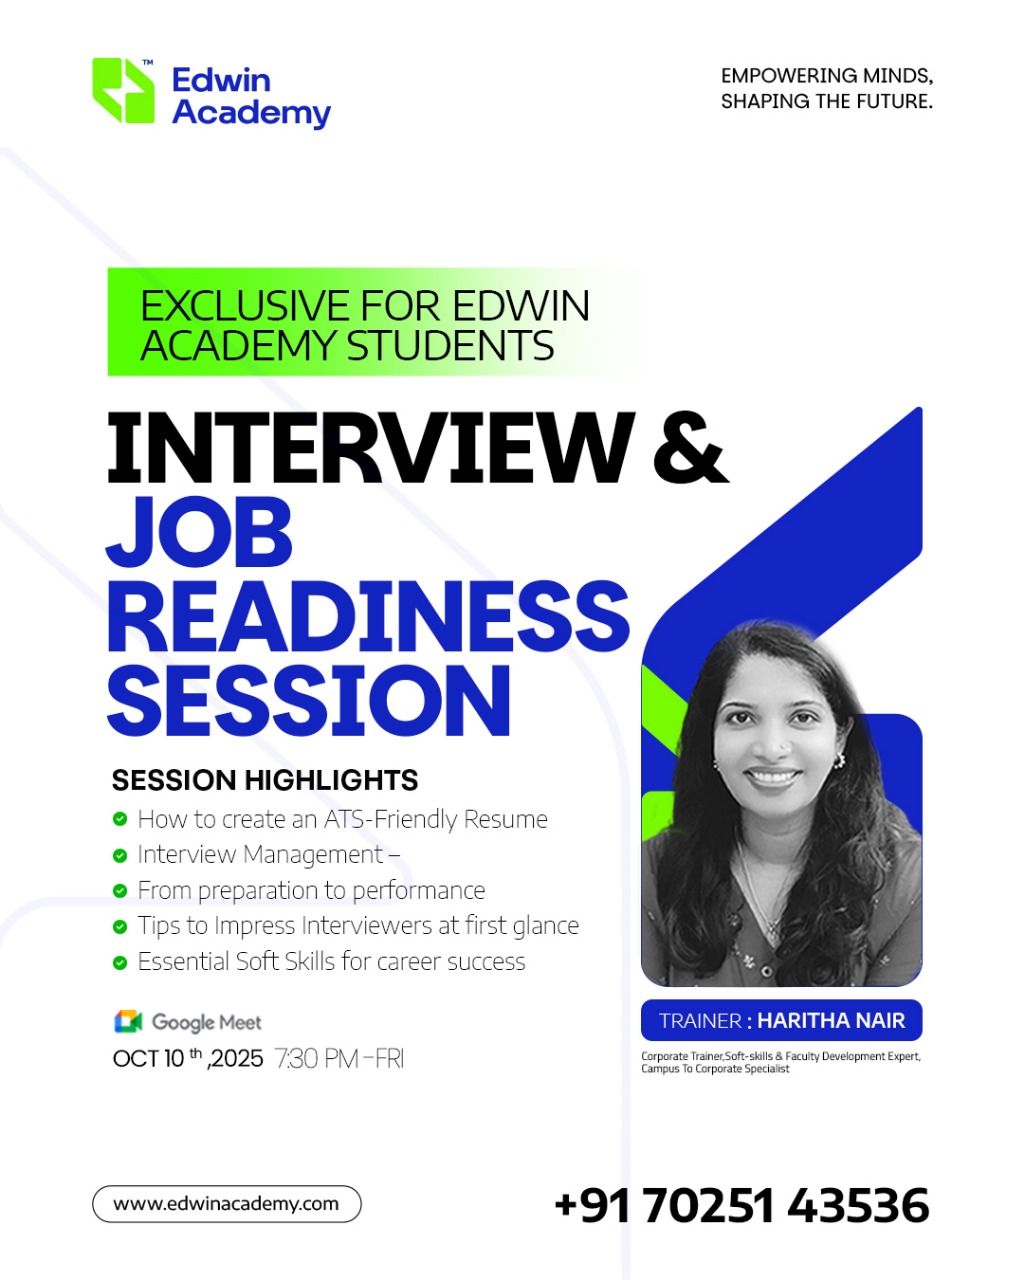 Edwin
Academy
TM
EMPOWERING MINDS,
SHAPING THE FUTURE.
EXCLUSIVE FOR EDWIN
ACADEMY STUDENTS
INTERVIEW &
JOB
READINESS
SESSION
SESSION HIGHLIGHTS
How to create an ATS-Friendly Resume
Interview Management –
From preparation to performance
Tips to Impress Interviewers at first glance
Essential Soft Skills for career success
Google Meet
OCT 10 th ,2025 7:30 PM –FRI
TRAINER : HARITHA NAIR
Corporate Trainer,Soft-skills & Faculty Development Expert,
Campus To Corporate Specialist
www.edwinacademy.com
+91 70251 43536